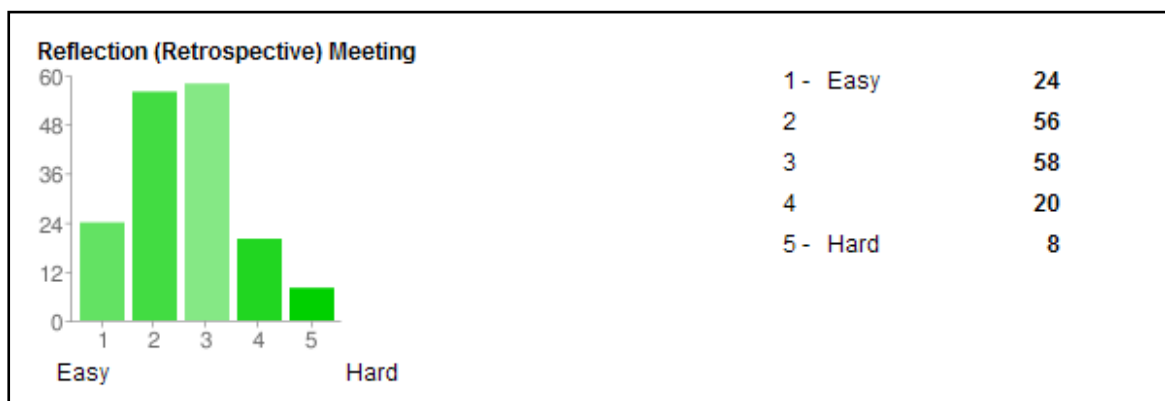 Reflection (Retrospective) Meeting
60
48
36
24
12
0
1 2 3 4 5
Easy Hard
1 - Easy 24
2 56
3 58
4 20
5 - Hard 8